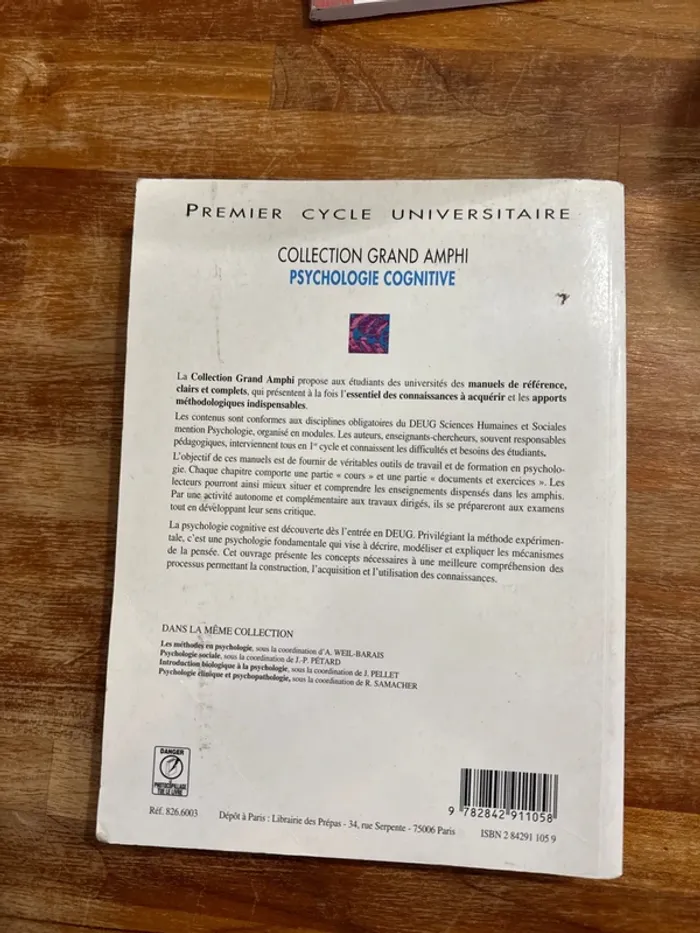 PREMIER CYCLE UNIVERSITAIRE
COLLECTION GRAND AMPHI
PSYCHOLOGIE COGNITIVE
La Collection Grand Amphi propose aux étudiants des universités des manuels de référence,
clairs et complets, qui présentent à la fois l'essentiel des connaissances à acquérir et les apports
méthodologiques indispensables.
Les contenus sont conformes aux disciplines obligatoires du DEUG Sciences Humaines et Sociales
mention Psychologie, organisé en modules. Les auteurs, enseignants-chercheurs, souvent responsables
pédagogiques, interviennent tous en 1er cycle et connaissent les difficultés et besoins des étudiants.
L'objectif de ces manuels est de fournir de véritables outils de travail et de formation en psycholo-
gie. Chaque chapitre comporte une partie « cours » et une partie « documents et exercices ». Les
lecteurs pourront ainsi mieux situer et comprendre les enseignements dispensés dans les amphis.
Par une activité autonome et complémentaire aux travaux dirigés, ils se prépareront aux examens
tout en développant leur sens critique.
La psychologie cognitive est découverte dès l'entrée en DEUG. Privilégiant la méthode expérimen-
tale, c'est une psychologie fondamentale qui vise à décrire, modéliser et expliquer les mécanismes
de la pensée. Cet ouvrage présente les concepts nécessaires à une meilleure compréhension des
processus permettant la construction, l'acquisition et l'utilisation des connaissances.
DANS LA MÊME COLLECTION
Les méthodes en psychologie, sous la coordination d'A. WEIL-BARAIS
Psychologie sociale, sous la coordination de J.-P. PÉTARD
Introduction biologique à la psychologie, sous la coordination de J. PELLET
Psychologie clinique et psychopathologie, sous la coordination de R. SAMACHER
DANGER
LE
PHOTOCOPILLAGE
TUE LE LIVRE
Réf. 826.6003
Dépôt à Paris : Librairie des Prépas - 34, rue Serpente - 75006 Paris
9 782842 911058
ISBN 2 84291 105 9